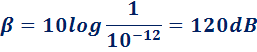 β = 10log 1/10⁻¹² = 120dB